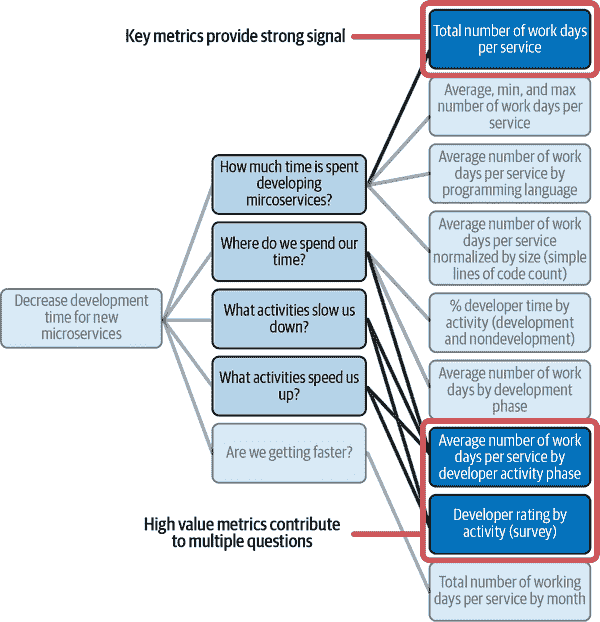 Key metrics provide strong signal
Total number of work days
per service
Average, min, and max
number of work days per
service
How much time is spent
developing mircoservices?
Average number of work
days per service by
programming language
Where do we spend our
time?
Average number of work
days per service
normalized by size (simple
lines of code count)
Decrease development
time for new
microservices
What activities slow us
down?
% developer time by
activity (development
and nondevelopment)
What activities speed us
up?
Average number of work
days by development
phase
Are we getting faster?
Average number of work
days per service by
developer activity phase
High value metrics contribute
to multiple questions
Developer rating by
activity (survey)
Total number of working
days per service by month